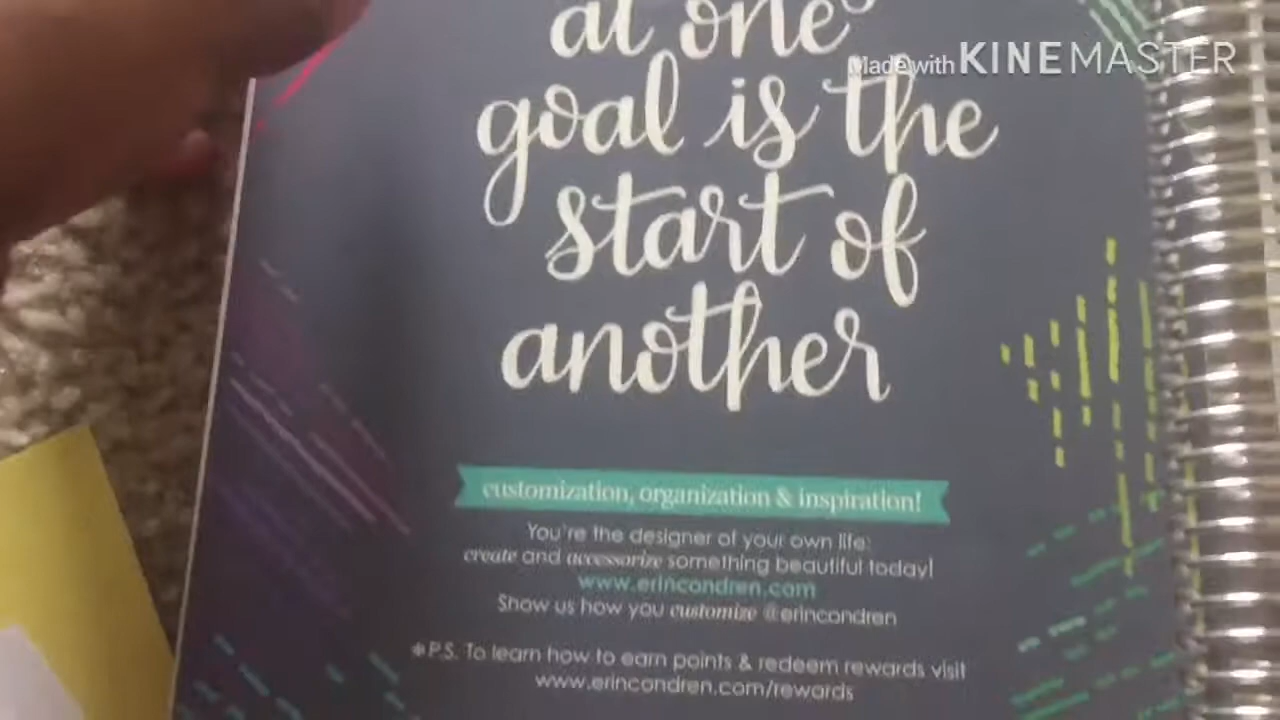 at one
Made with KINEMASTER
goal is the
start of
another
customization, organization & inspiration!
You're the designer of your own life:
create and accessorize something beautiful today!
www.erincondren.com
Show us how you customize @erincondren
*P.S. To learn how to earn points & redeem rewards visit
www.erincondren.com/rewards